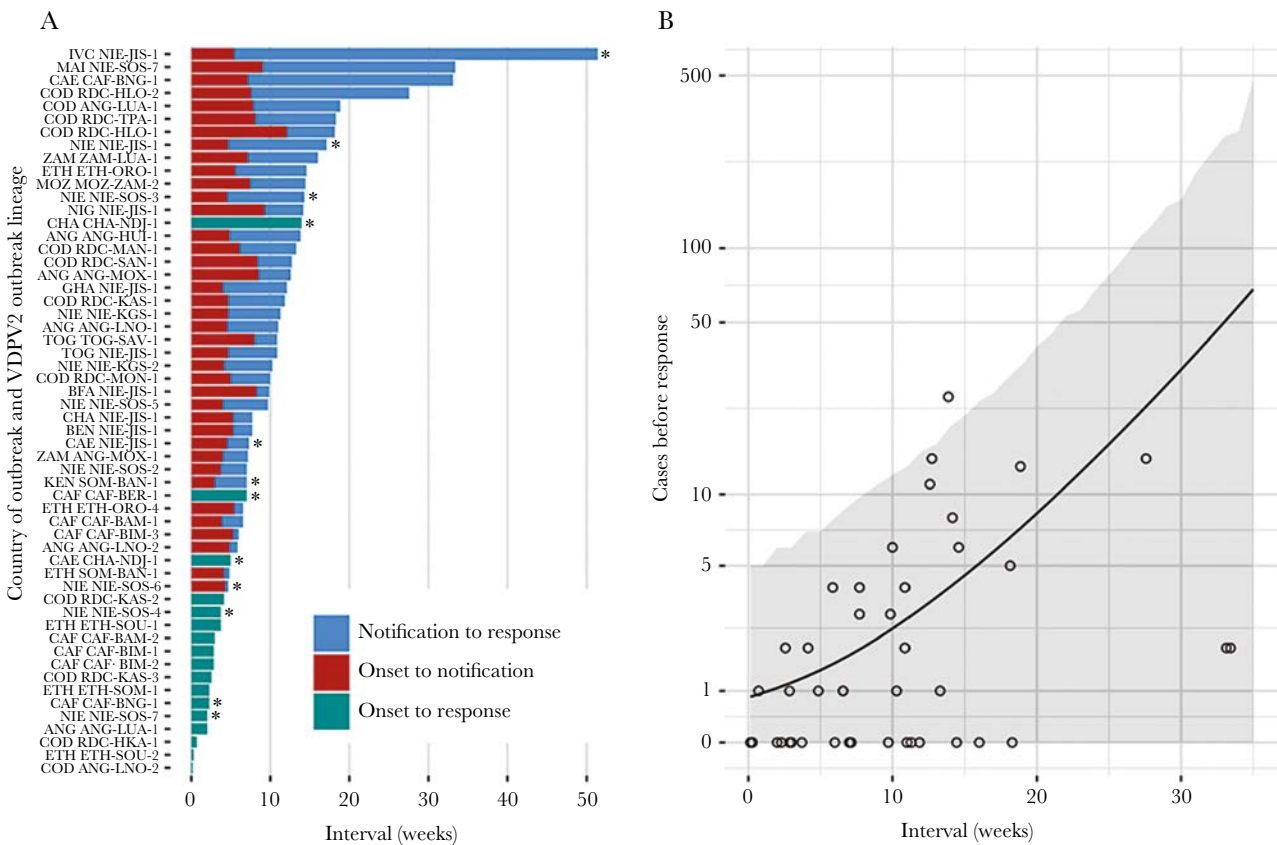 A
Country of outbreak and VDPV2 outbreak lineage
IVC NIE-JIS-1
*
MAI NIE-SOS-7
CAE CAF-BNG-1
COD RDC-HLO-2
COD ANG-LUA-1
COD RDC-TPA-1
COD RDC-HLO-1
NIE NIE-JIS-1
*
ZAM ZAM-LUA-1
ETH ETH-ORO-1
MOZ MOZ-ZAM-2
NIE NIE-SOS-3
*
NIG NIE-JIS-1
CHA CHA-NDJ-1
*
ANG ANG-HUI-1
COD RDC-MAN-1
COD RDC-SAN-1
ANG ANG-MOX-1
GHA NIE-JIS-1
COD RDC-KAS-1
NIE NIE-KGS-1
ANG ANG-LNO-1
TOG TOG-SAV-1
TOG NIE-JIS-1
NIE NIE-KGS-2
COD RDC-MON-1
BFA NIE-JIS-1
NIE NIE-SOS-5
CHA NIE-JIS-1
BEN NIE-JIS-1
CAE NIE-JIS-1
*
ZAM ANG-MOX-1
NIE NIE-SOS-2
KEN SOM-BAN-1
*
CAF CAF-BER-1
*
ETH ETH-ORO-4
CAF CAF-BAM-1
CAF CAF-BIM-3
ANG ANG-LNO-2
CAE CHA-NDJ-1
*
ETH SOM-BAN-1
NIE NIE-SOS-6
*
COD RDC-KAS-2
NIE NIE-SOS-4
*
ETH ETH-SOU-1
CAF CAF-BAM-2
CAF CAF-BIM-1
CAF CAF· BIM-2
COD RDC-KAS-3
ETH ETH-SOM-1
CAF CAF-BNG-1
*
NIE NIE-SOS-7
*
ANG ANG-LUA-1
COD RDC-HKA-1
ETH ETH-SOU-2
COD ANG-LNO-2
Notification to response
Onset to notification
Onset to response
0 10 20 30 40 50
Interval (weeks)
B
Cases before response
500
100
50
10
5
1
0
0 10 20 30
Interval (weeks)